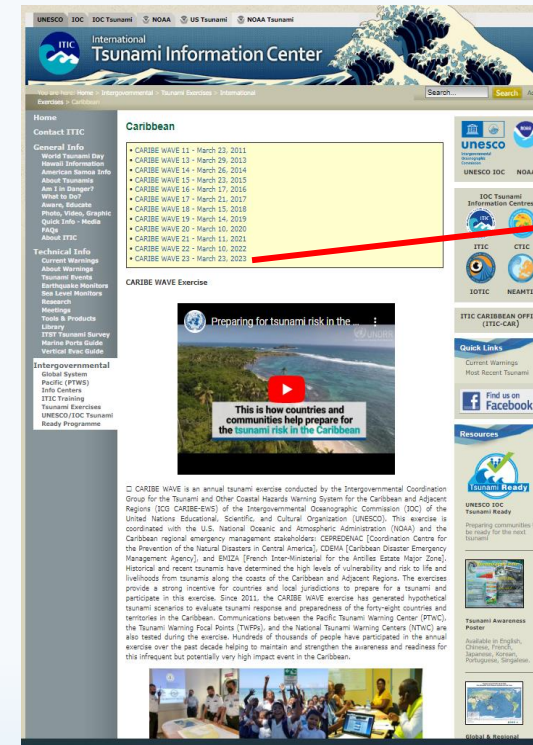 UNESCO IOC IOC Tsunami NOAA US Tsunami NOAA Tsunami
ITIC
International
Tsunami Information Center
You are here: Home > Intergovernmental > Tsunami Exercises > International
Exercises > Caribbean
Search...
Search
Home
Contact ITIC
General Info
World Tsunami Day
Hawaii Information
American Samoa Info
About Tsunamis
Am I in Danger?
What to Do?
Aware, Educate
Photo, Video, Graphic
Quick Info - Media
FAQs
About ITIC
Technical Info
Current Warnings
About Warnings
Tsunami Events
Earthquake Monitors
Sea Level Monitors
Research
Meetings
Tools & Products
Library
ITST Tsunami Survey
Marine Ports Guide
Vertical Evac Guide
Intergovernmental
Global System
Pacific (PTWS)
Info Centers
ITIC Training
Tsunami Exercises
UNESCO/IOC Tsunami
Ready Programme
Caribbean
• CARIBE WAVE 11 - March 23, 2011
• CARIBE WAVE 13 - March 29, 2013
• CARIBE WAVE 14 - March 26, 2014
• CARIBE WAVE 15 - March 23, 2015
• CARIBE WAVE 16 - March 17, 2016
• CARIBE WAVE 17 - March 21, 2017
• CARIBE WAVE 18 - March 15, 2018
• CARIBE WAVE 19 - March 14, 2019
• CARIBE WAVE 20 - March 10, 2020
• CARIBE WAVE 21 - March 11, 2021
• CARIBE WAVE 22 - March 10, 2022
• CARIBE WAVE 23 - March 23, 2023
CARIBE WAVE Exercise
Preparing for tsunami risk in the ...
UNDRR
This is how countries and
communities help prepare for
the tsunami risk in the Caribbean
□ CARIBE WAVE is an annual tsunami exercise conducted by the Intergovernmental Coordination
Group for the Tsunami and Other Coastal Hazards Warning System for the Caribbean and Adjacent
Regions (ICG CARIBE-EWS) of the Intergovernmental Oceanographic Commission (IOC) of the
United Nations Educational, Scientific, and Cultural Organization (UNESCO). This exercise is
coordinated with the U.S. National Oceanic and Atmospheric Administration (NOAA) and the
Caribbean regional emergency management stakeholders: CEPREDENAC [Coordination Centre for
the Prevention of the Natural Disasters in Central America], CDEMA [Caribbean Disaster Emergency
Management Agency], and EMIZA [French Inter-Ministerial for the Antilles Estate Major Zone].
Historical and recent tsunamis have determined the high levels of vulnerability and risk to life and
livelihoods from tsunamis along the coasts of the Caribbean and Adjacent Regions. The exercises
provide a strong incentive for countries and local jurisdictions to prepare for a tsunami and
participate in this exercise. Since 2011, the CARIBE WAVE exercise has generated hypothetical
tsunami scenarios to evaluate tsunami response and preparedness of the forty-eight countries and
territories in the Caribbean. Communications between the Pacific Tsunami Warning Center (PTWC),
the Tsunami Warning Focal Points (TWFPs), and the National Tsunami Warning Centers (NTWC) are
also tested during the exercise. Hundreds of thousands of people have participated in the annual
exercise over the past decade helping to maintain and strengthen the awareness and readiness for
this infrequent but potentially very high impact event in the Caribbean.
unesco
Intergovernmental
Oceanographic
Commission
UNESCO IOC NOAA
IOC Tsunami
Information Centres
ITIC CTIC
IOTIC NEAMTI
ITIC CARIBBEAN OFFI
(ITIC-CAR)
Quick Links
Current Warnings
Most Recent Tsunami
Find us on
Facebook
Resources
Tsunami Ready
UNESCO IOC
Tsunami Ready
Preparing communities
be ready for the next
tsunami
Tsunami Awareness
Poster
Available in English,
Chinese, French,
Japanese, Korean,
Portuguese, Singalese.
Global & Regional